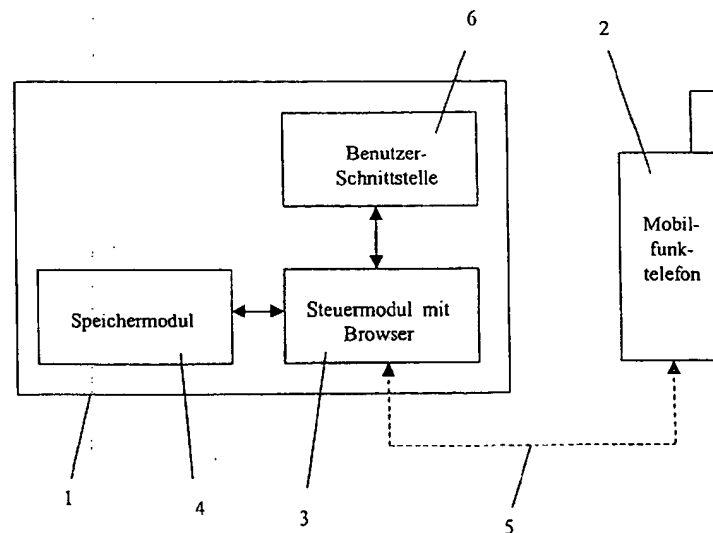 6
2
Benutzer-
Schnittstelle
Mobil-
funk-
telefon
Speichermodul
Steuermodul mit
Browser
1
4
3
5